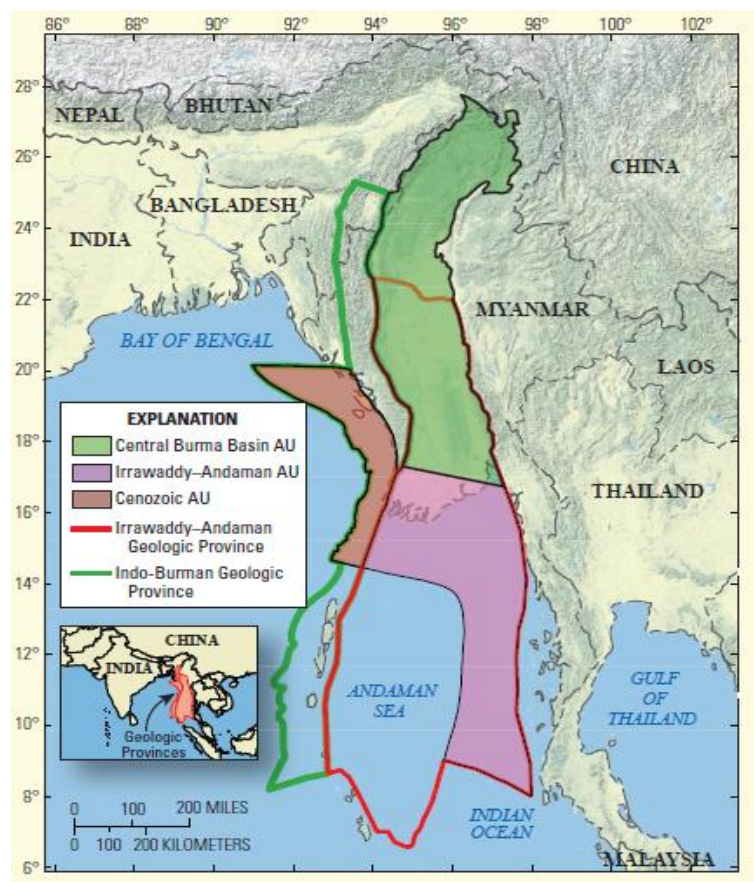 86° 88° 90° 92° 94° 96° 98° 100° 102°
28°
26°
24°
22°
20°
18°
16°
14°
12°
10°
8°
6°
NEPAL
BHUTAN
CHINA
BANGLADESH
INDIA
MYANMAR
BAY OF BENGAL
LAOS
THAILAND
EXPLANATION
Central Burma Basin AU
Irrawaddy–Andaman AU
Cenozoic AU
Irrawaddy–Andaman
Geologic Province
Indo-Burman Geologic
Province
CHINA
INDIA
Geologic
Provinces
ANDAMAN
SEA
GULF
OF
THAILAND
0 100 200 MILES
0 100 200 KILOMETERS
INDIAN
OCEAN
MALAYSIA